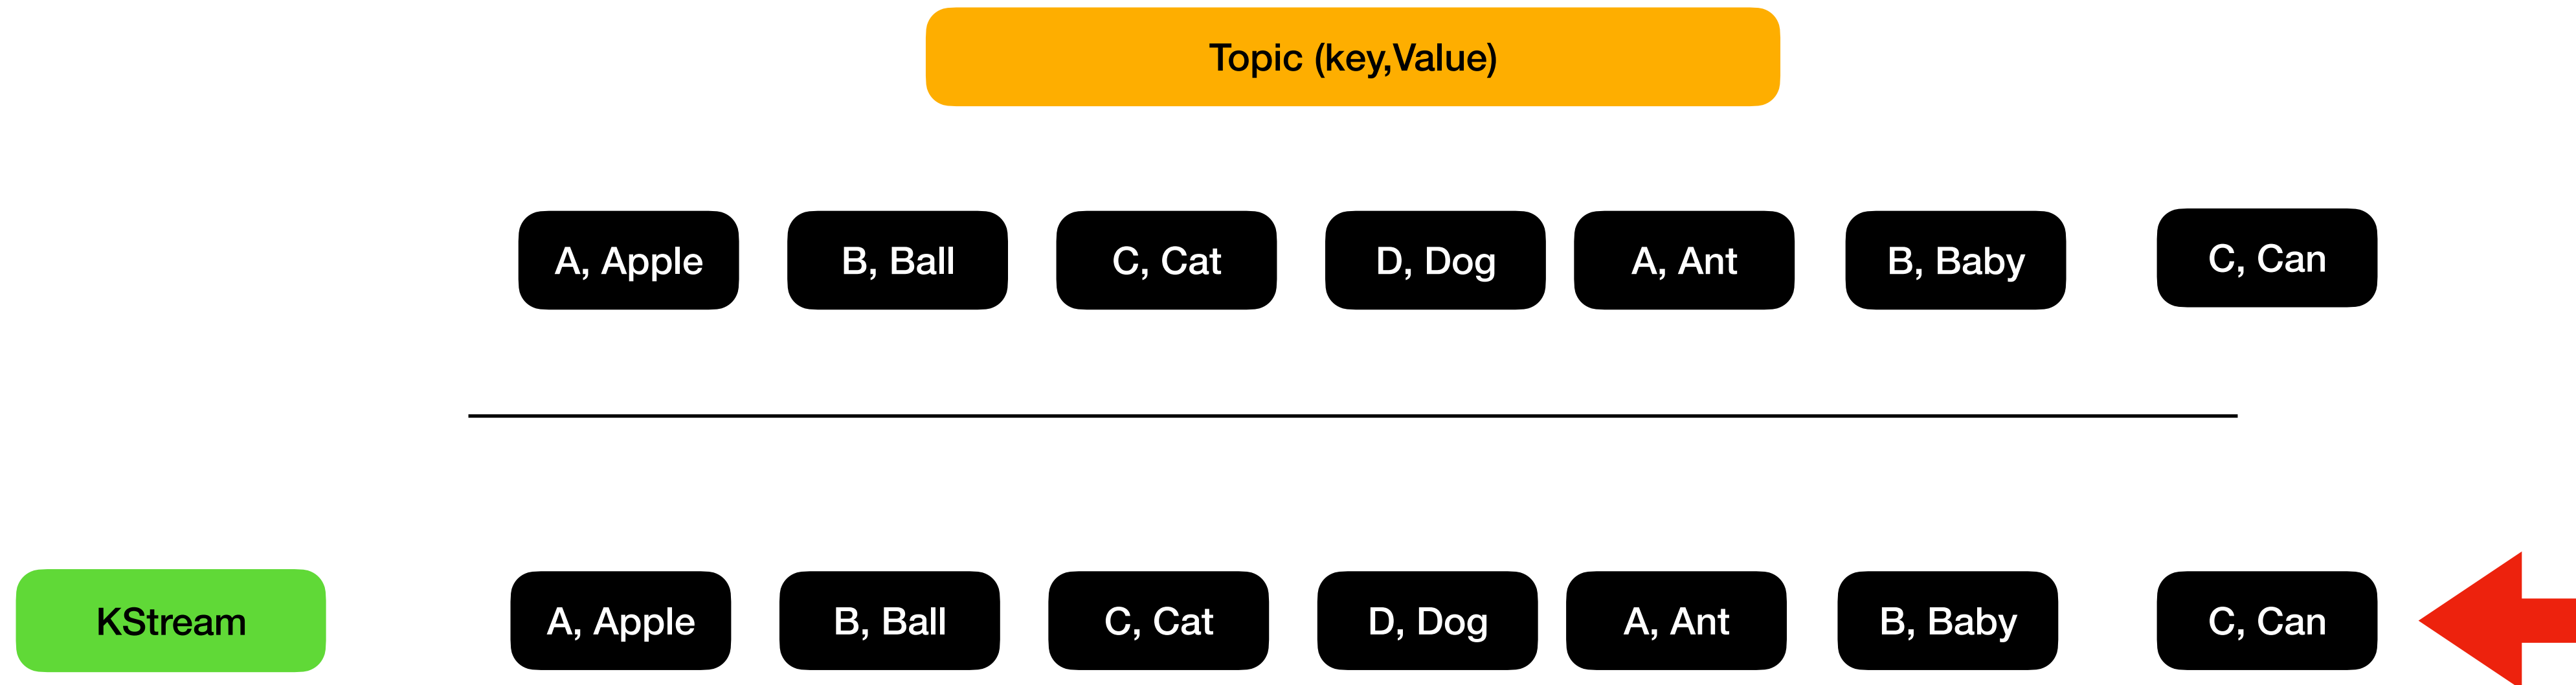 Topic (key,Value)
A, Apple
B, Ball
C, Cat
D, Dog
A, Ant
B, Baby
C, Can
KStream
A, Apple
B, Ball
C, Cat
D, Dog
A, Ant
B, Baby
C, Can